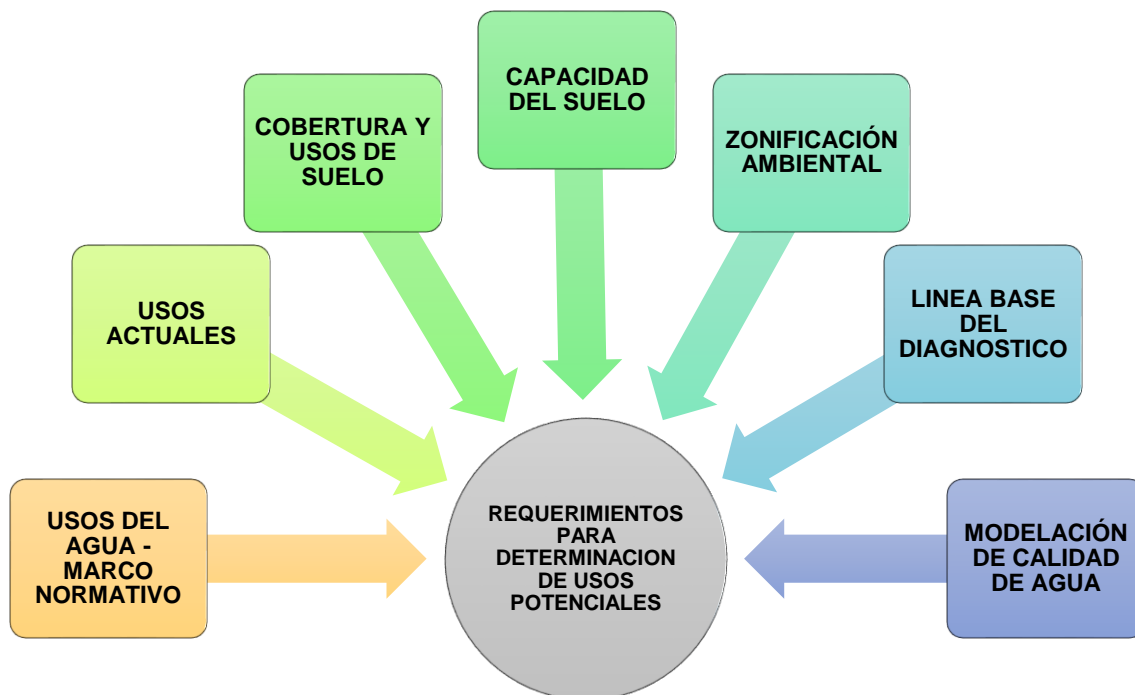 CAPACIDAD
DEL SUELO
COBERTURA Y
USOS DE
SUELO
ZONIFICACIÓN
AMBIENTAL
USOS
ACTUALES
LINEA BASE
DEL
DIAGNOSTICO
USOS DEL
AGUA -
MARCO
NORMATIVO
REQUERIMIENTOS
PARA
DETERMINACION
DE USOS
POTENCIALES
MODELACIÓN
DE CALIDAD
DE AGUA